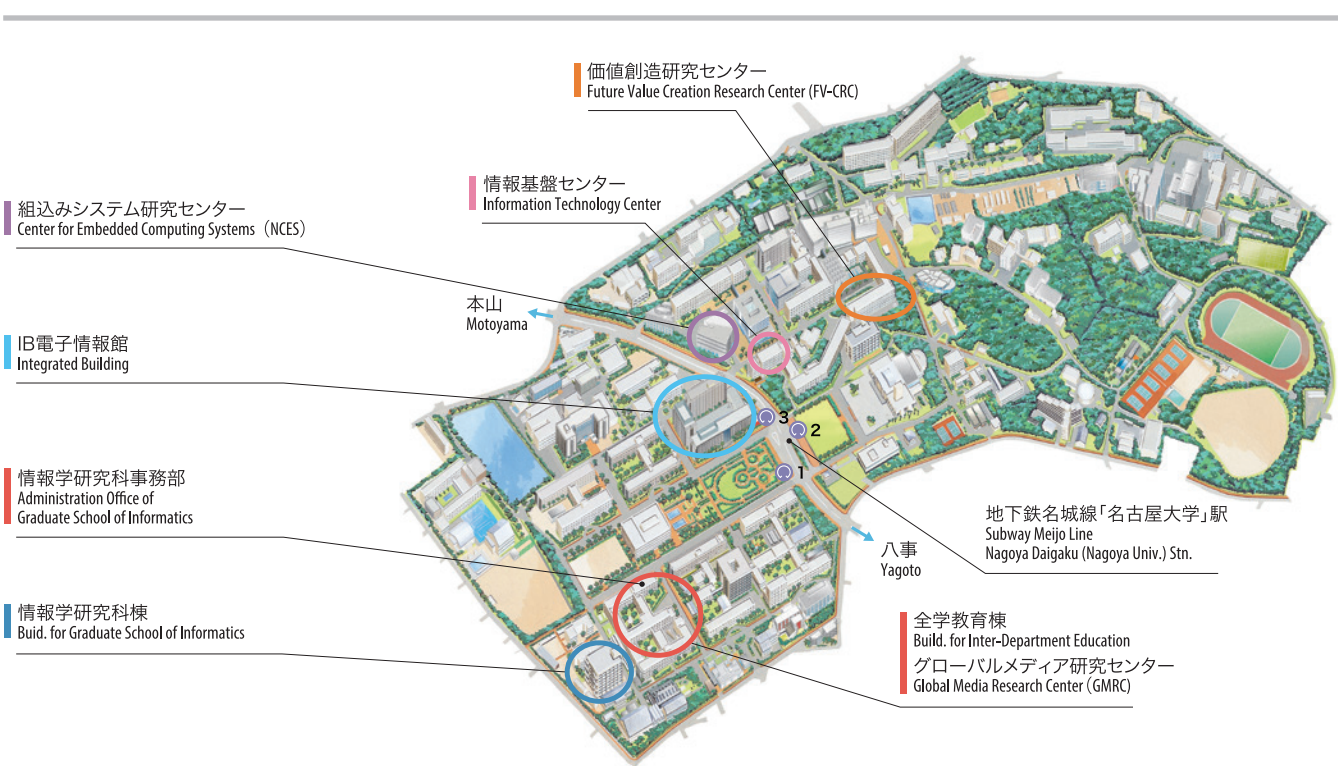 価値創造研究センター
Future Value Creation Research Center (FV-CRC)
情報基盤センター
Information Technology Center
組込みシステム研究センター
Center for Embedded Computing Systems (NCES)
本山
Motoyama
IB電子情報館
Integrated Building
3
2
1
情報学研究科事務部
Administration Office of
Graduate School of Informatics
地下鉄名城線「名古屋大学」駅
Subway Meijo Line
Nagoya Daigaku (Nagoya Univ.) Stn.
八事
Yagoto
情報学研究科棟
Buid. for Graduate School of Informatics
全学教育棟
Build. for Inter-Department Education
グローバルメディア研究センター
Global Media Research Center (GMRC)